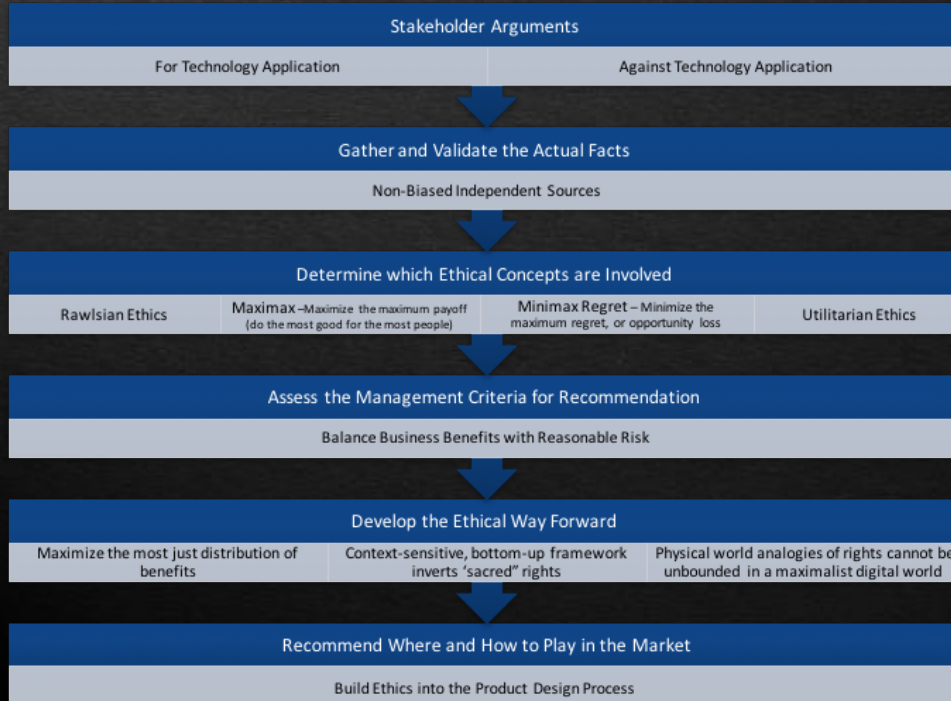 Stakeholder Arguments
For Technology Application
Against Technology Application
Gather and Validate the Actual Facts
Non-Biased Independent Sources
Determine which Ethical Concepts are Involved
Rawlsian Ethics
Maximax –Maximize the maximum payoff
(do the most good for the most people)
Minimax Regret – Minimize the
maximum regret, or opportunity loss
Utilitarian Ethics
Assess the Management Criteria for Recommendation
Balance Business Benefits with Reasonable Risk
Develop the Ethical Way Forward
Maximize the most just distribution of
benefits
Context-sensitive, bottom-up framework
inverts ‘sacred” rights
Physical world analogies of rights cannot be
unbounded in a maximalist digital world
Recommend Where and How to Play in the Market
Build Ethics into the Product Design Process